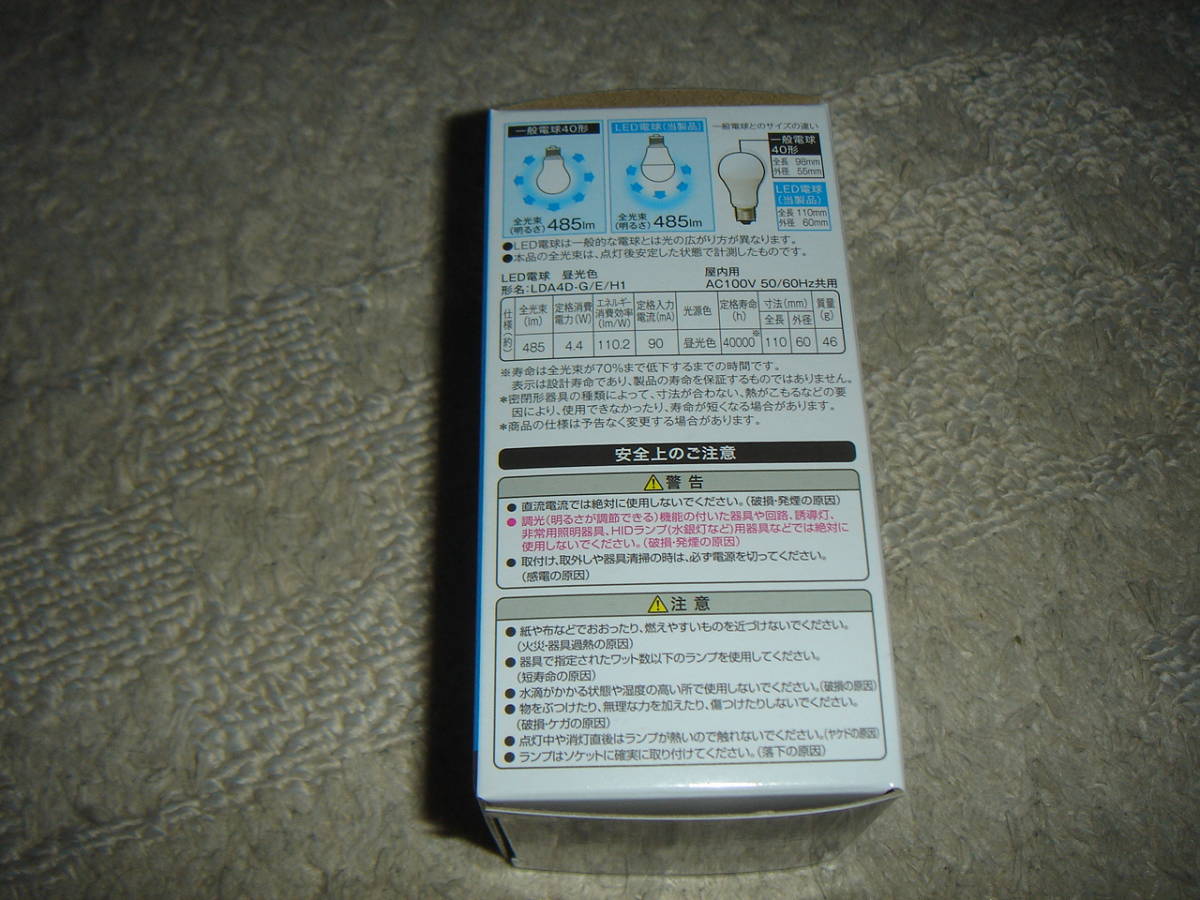 一般電球40形
LED電球(当製品)
一般電球とのサイズの違い
全光束
(明るさ) 485lm
全光束
(明るさ) 485lm
一般電球
40形
全長 98mm
外径 55mm
LED電球
(当製品)
全長 110mm
外径 60mm
●LED電球は一般的な電球とは光の広がり方が異なります。
●本品の全光束は、点灯後安定した状態で計測したものです。
LED電球 昼光色
形名:LDA4D-G/E/H1
屋内用
AC100V 50/60Hz共用
仕様(約)
全光束(lm) 定格消費電力(W) エネルギー消費効率(lm/W) 定格入力電流(mA) 光源色 定格寿命(h) 寸法(mm) 全長 外径 質量(g)
485 4.4 110.2 90 昼光色 40000※ 110 60 46
※寿命は全光束が70%まで低下するまでの時間です。
表示は設計寿命であり、製品の寿命を保証するものではありません。
*密閉形器具の種類によって、寸法が合わない、熱がこもるなどの要
因により、使用できなかったり、寿命が短くなる場合があります。
*商品の仕様は予告なく変更する場合があります。
安全上のご注意
警告
● 直流電流では絶対に使用しないでください。(破損・発煙の原因)
● 調光(明るさが調節できる)機能の付いた器具や回路、誘導灯、
非常用照明器具、HIDランプ(水銀灯など)用器具などでは絶対に
使用しないでください。(破損・発煙の原因)
● 取付け、取外しや器具清掃の時は、必ず電源を切ってください。
(感電の原因)
注意
● 紙や布などでおおったり、燃えやすいものを近づけないでください。
(火災・器具過熱の原因)
● 器具で指定されたワット数以下のランプを使用してください。
(短寿命の原因)
● 水滴がかかる状態や湿度の高い所で使用しないでください。(破損の原因)
● 物をぶつけたり、無理な力を加えたり、傷つけたりしないでください。
(破損・ケガの原因)
● 点灯中や消灯直後はランプが熱いので触れないでください。(ヤケドの原因)
● ランプはソケットに確実に取り付けてください。(落下の原因)